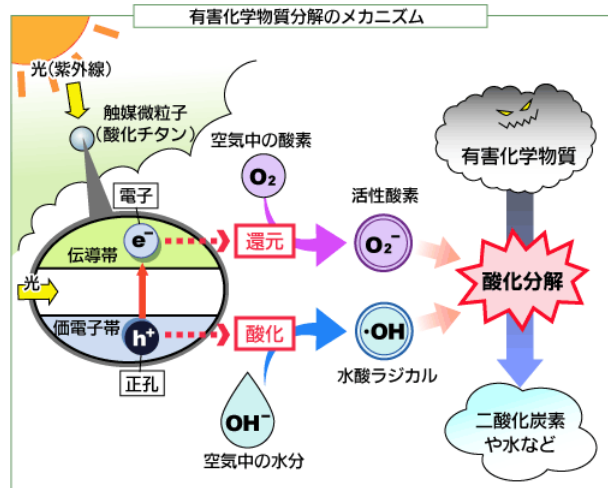 有害化学物質分解のメカニズム
光(紫外線)
触媒微粒子
(酸化チタン)
空気中の酸素
O₂
有害化学物質
電子
e⁻
伝導帯
還元
活性酸素
O₂⁻
光
酸化分解
価電子帯
h⁺
酸化
·OH
正孔
水酸ラジカル
OH⁻
空気中の水分
二酸化炭素
や水など